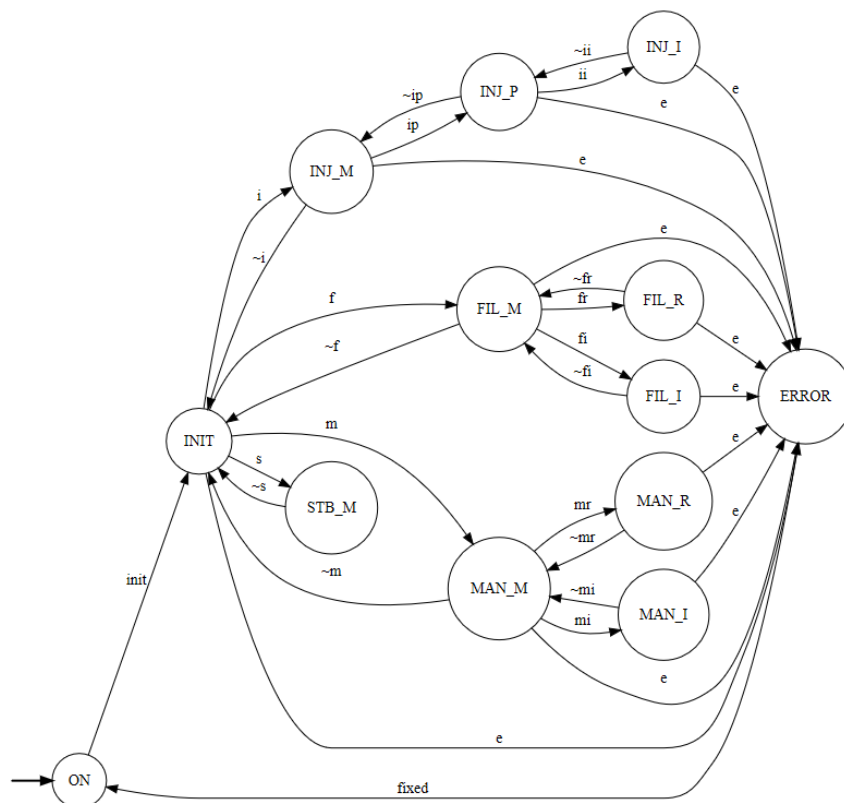 INJ_I
~ii
ii
e
INJ_P
~ip
ip
e
INJ_M
e
i
~i
e
f
~fr
FIL_R
FIL_M
fr
~f
fi
e
~fi
FIL_I
e
ERROR
INIT
m
e
s
~s
STB_M
mr
MAN_R
~mr
e
~m
MAN_M
~mi
MAN_I
mi
init
e
e
ON
fixed